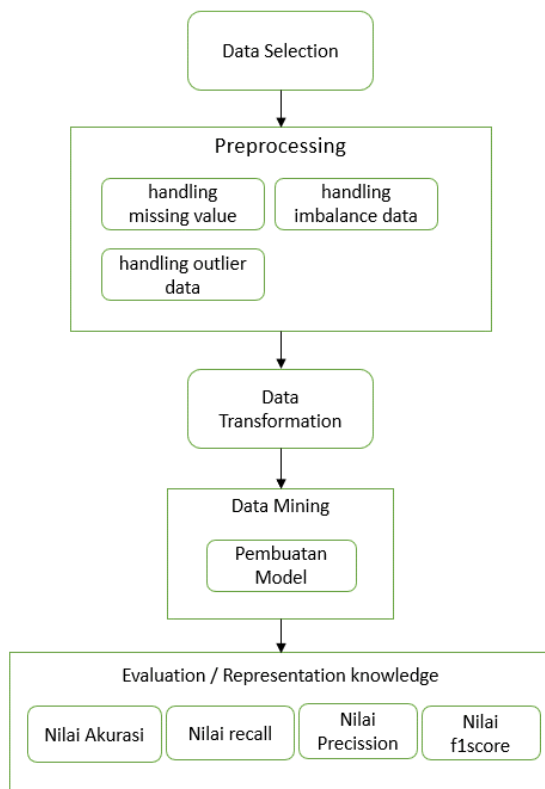 Data Selection
Preprocessing
handling
missing value
handling
imbalance data
handling outlier
data
Data
Transformation
Data Mining
Pembuatan
Model
Evaluation / Representation knowledge
Nilai Akurasi
Nilai recall
Nilai
Precission
Nilai
f1score